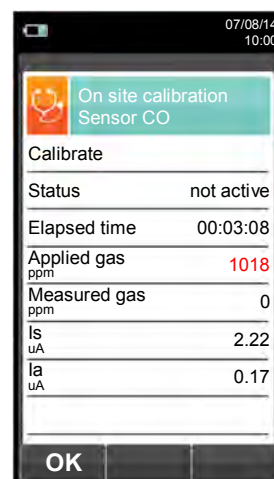 07/08/14
10:00
On site calibration
Sensor CO
Calibrate
Status not active
Elapsed time 00:03:08
Applied gas 1018
ppm
Measured gas 0
ppm
Is 2.22
uA
Ia 0.17
uA
OK